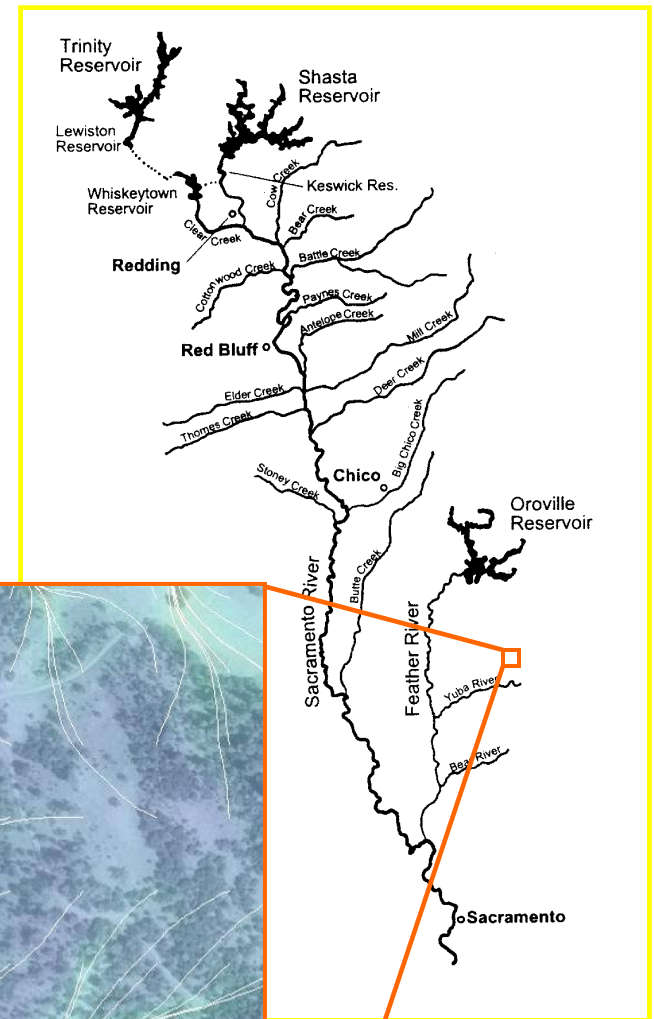 Trinity
Reservoir
Shasta
Reservoir
Lewiston
Reservoir
Whiskeytown
Reservoir
Keswick Res.
Cow Creek
Bear Creek
Clear Creek
Redding
Battle Creek
Cottonwood Creek
Paynes Creek
Antelope Creek
Red Bluff
Mill Creek
Deer Creek
Elder Creek
Thomes Creek
Big Chico Creek
Chico
Stoney Creek
Oroville
Reservoir
Butte Creek
Sacramento River
Feather River
Yuba River
Bear River
Sacramento